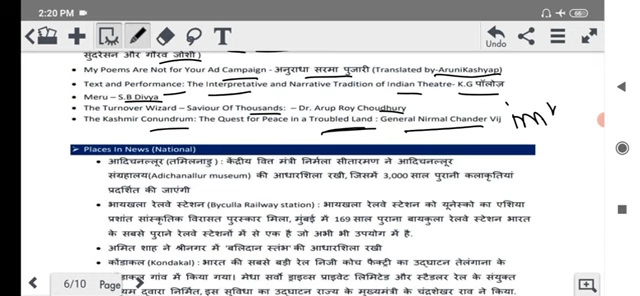 2:20 PM
66
Undo
सुदरेसन और गौरव जोशी)
• My Poems Are Not for Your Ad Campaign - अनुराधा सरमा पुजारी (Translated by AruniKashyap)
• Text and Performance: The Interpretative and Narrative Tradition of Indian Theatre- K.G पॉलोज़
• Meru – S.B Divya
• The Turnover Wizard – Saviour Of Thousands: - Dr. Arup Roy Choudhury
• The Kashmir Conundrum: The Quest for Peace in a Troubled Land : General Nirmal Chander Vij
➢ Places in News (National)
• आदिचनल्लूर (तमिलनाडु) : केंद्रीय वित्त मंत्री निर्मला सीतारमण ने आदिचनल्लूर
संग्रहालय (Adichanallur museum) की आधारशिला रखी, जिसमें 3,000 साल पुरानी कलाकृतियां
प्रदर्शित की जाएंगी
• भायखला रेलवे स्टेशन (Byculla Railway station) : भायखला रेलवे स्टेशन को यूनेस्को का एशिया
प्रशांत सांस्कृतिक विरासत पुरस्कार मिला, मुंबई में 169 साल पुराना बायकुला रेलवे स्टेशन भारत
के सबसे पुराने रेलवे स्टेशनों में से एक है जो अभी भी उपयोग में है.
• अमित शाह ने श्रीनगर में 'बलिदान स्तंभ' की आधारशिला रखी
• कोंडाकल (Kondakal) : भारत की सबसे बड़ी रेल निजी कोच फैक्ट्री का उद्घाटन तेलंगाना के
गांव में किया गया। मेधा सर्वो ड्राइव्स प्राइवेट लिमिटेड और स्टैडलर रेल के संयुक्त
द्वारा निर्मित, इस सुविधा का उद्घाटन राज्य के मुख्यमंत्री के चंद्रशेखर राव ने किया.
6/10